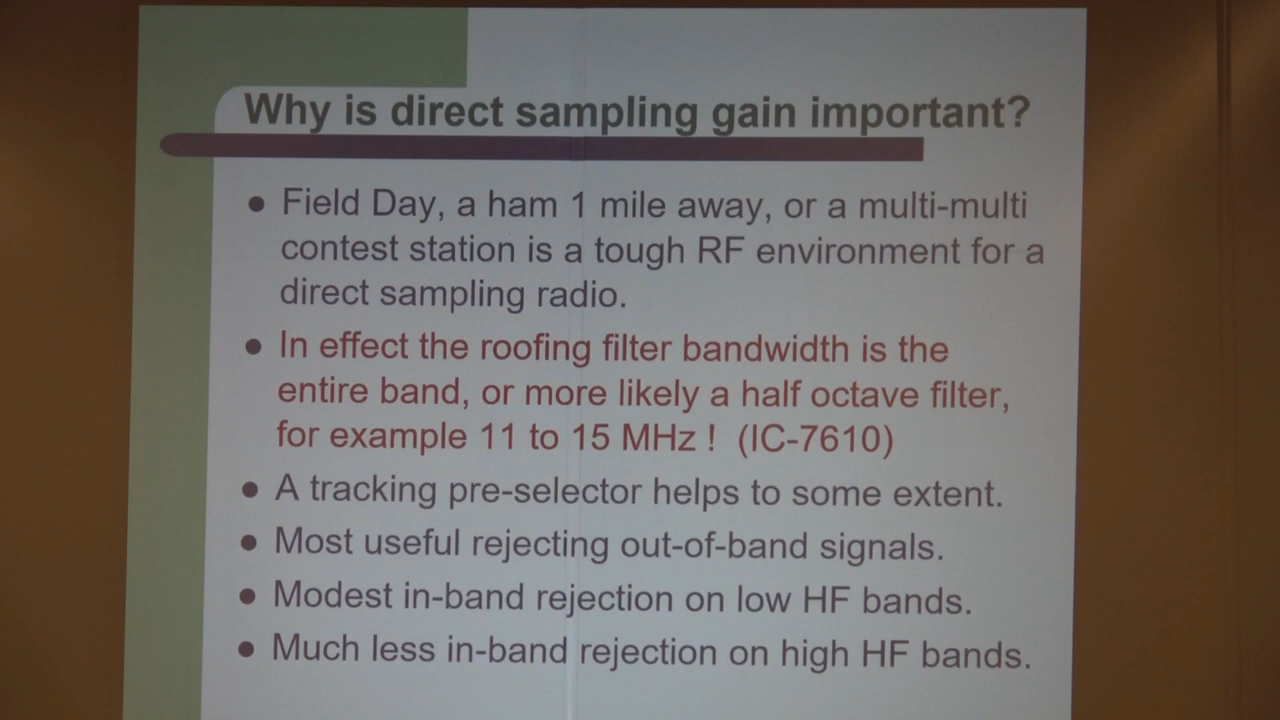 Why is direct sampling gain important?
• Field Day, a ham 1 mile away, or a multi-multi
contest station is a tough RF environment for a
direct sampling radio.
• In effect the roofing filter bandwidth is the
entire band, or more likely a half octave filter,
for example 11 to 15 MHz ! (IC-7610)
• A tracking pre-selector helps to some extent.
• Most useful rejecting out-of-band signals.
• Modest in-band rejection on low HF bands.
• Much less in-band rejection on high HF bands.